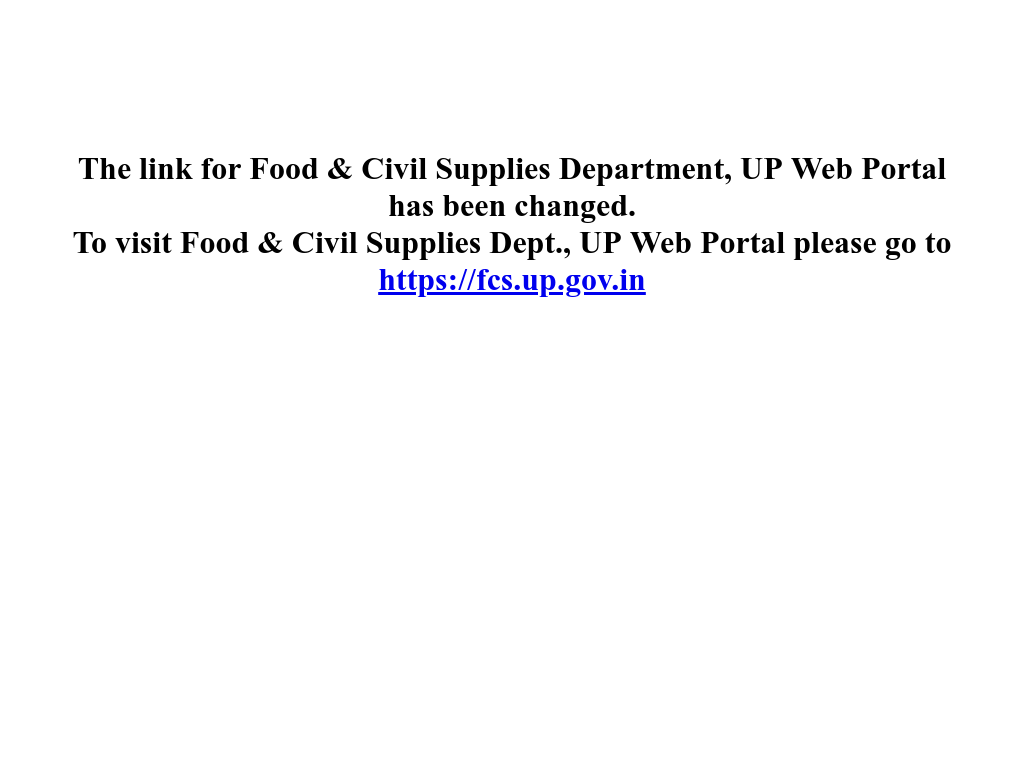 The link for Food & Civil Supplies Department, UP Web Portal
has been changed.
To visit Food & Civil Supplies Dept., UP Web Portal please go to
https://fcs.up.gov.in